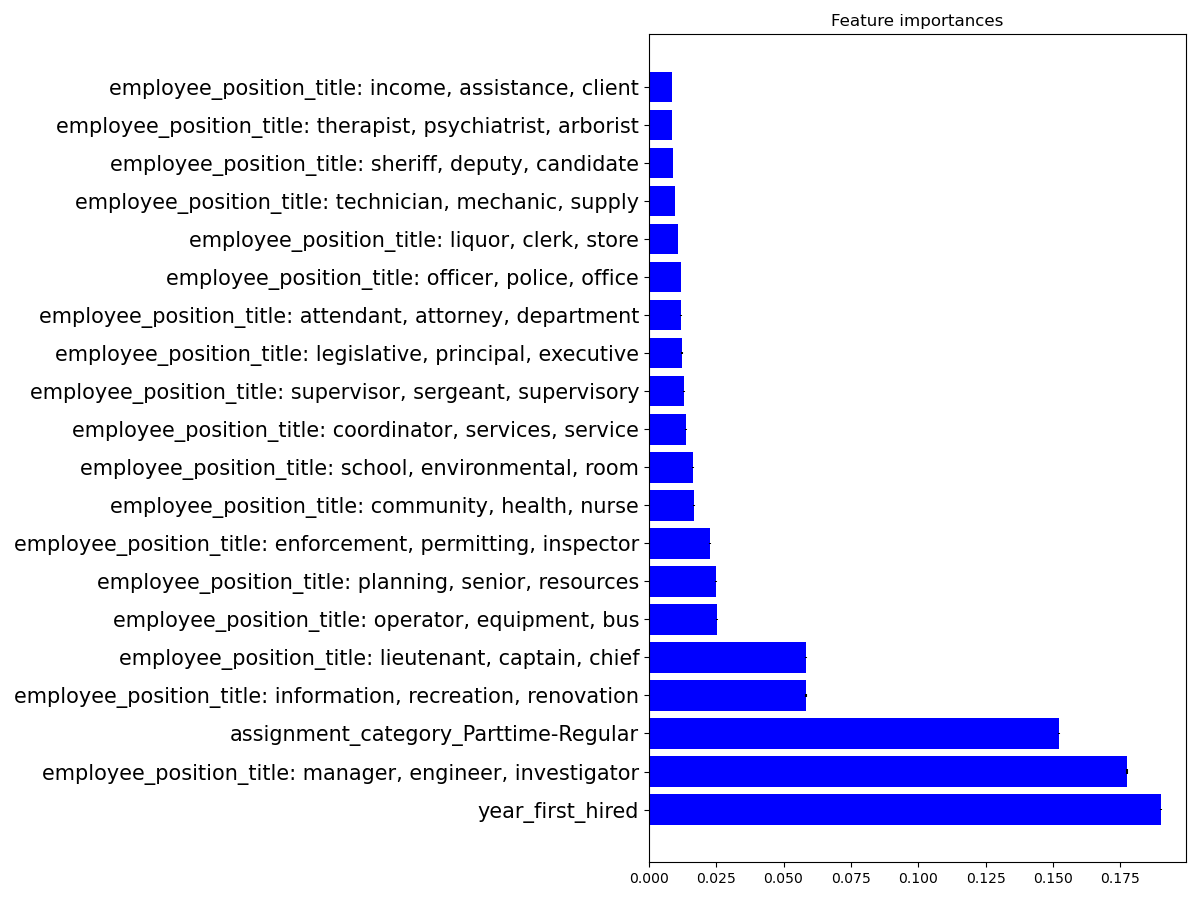 Feature importances
employee_position_title: income, assistance, client
employee_position_title: therapist, psychiatrist, arborist
employee_position_title: sheriff, deputy, candidate
employee_position_title: technician, mechanic, supply
employee_position_title: liquor, clerk, store
employee_position_title: officer, police, office
employee_position_title: attendant, attorney, department
employee_position_title: legislative, principal, executive
employee_position_title: supervisor, sergeant, supervisory
employee_position_title: coordinator, services, service
employee_position_title: school, environmental, room
employee_position_title: community, health, nurse
employee_position_title: enforcement, permitting, inspector
employee_position_title: planning, senior, resources
employee_position_title: operator, equipment, bus
employee_position_title: lieutenant, captain, chief
employee_position_title: information, recreation, renovation
assignment_category_Parttime-Regular
employee_position_title: manager, engineer, investigator
year_first_hired
0.000 0.025 0.050 0.075 0.100 0.125 0.150 0.175